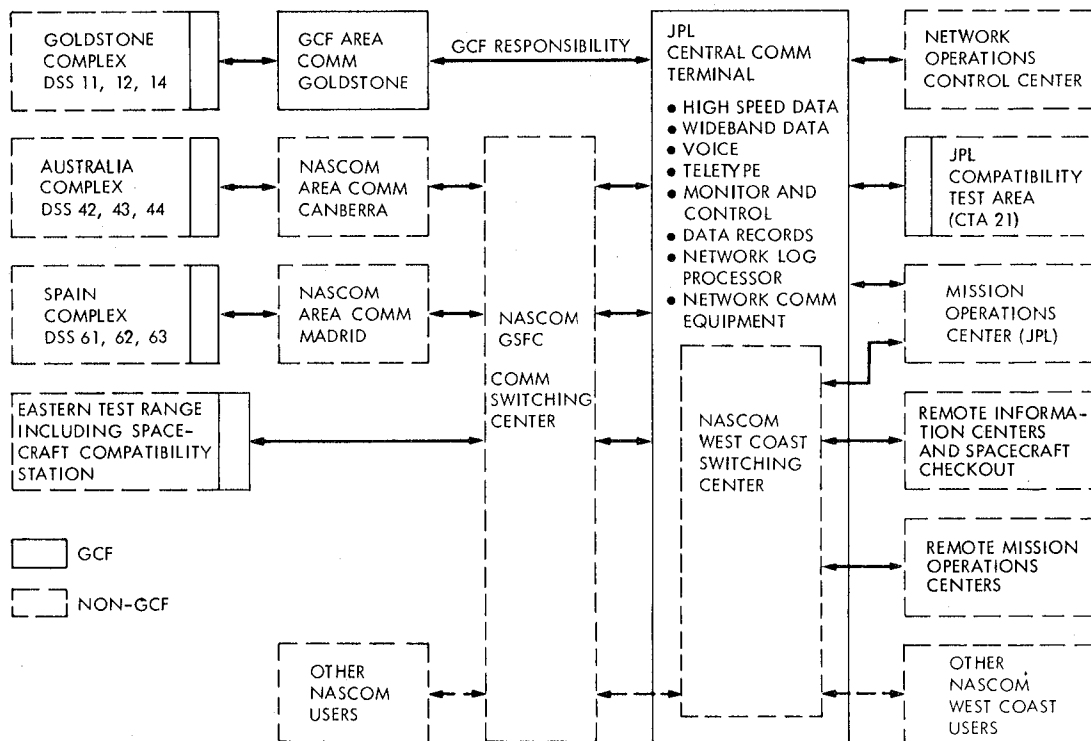 GOLDSTONE
COMPLEX
DSS 11, 12, 14
GCF AREA
COMM
GOLDSTONE
GCF RESPONSIBILITY
JPL
CENTRAL COMM
TERMINAL
• HIGH SPEED DATA
• WIDEBAND DATA
• VOICE
• TELETYPE
• MONITOR AND
CONTROL
• DATA RECORDS
• NETWORK LOG
PROCESSOR
• NETWORK COMM
EQUIPMENT
NETWORK
OPERATIONS
CONTROL CENTER
AUSTRALIA
COMPLEX
DSS 42, 43, 44
NASCOM
AREA COMM
CANBERRA
JPL
COMPATIBILITY
TEST AREA
(CTA 21)
SPAIN
COMPLEX
DSS 61, 62, 63
NASCOM
AREA COMM
MADRID
NASCOM
GSFC
COMM
SWITCHING
CENTER
MISSION
OPERATIONS
CENTER (JPL)
EASTERN TEST RANGE
INCLUDING SPACE-
CRAFT COMPATIBILITY
STATION
NASCOM
WEST COAST
SWITCHING
CENTER
REMOTE INFORMA-
TION CENTERS
AND SPACECRAFT
CHECKOUT
GCF
NON-GCF
REMOTE MISSION
OPERATIONS
CENTERS
OTHER
NASCOM
USERS
OTHER
NASCOM
WEST COAST
USERS